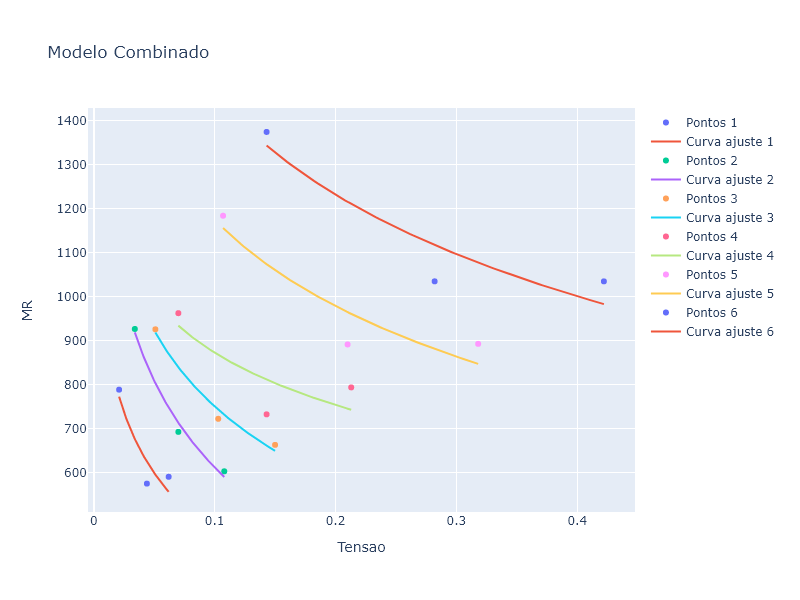 Modelo Combinado
1400
1300
1200
1100
1000
900
800
700
600
MR
0
0.1
0.2
0.3
0.4
Tensao
Pontos 1
Curva ajuste 1
Pontos 2
Curva ajuste 2
Pontos 3
Curva ajuste 3
Pontos 4
Curva ajuste 4
Pontos 5
Curva ajuste 5
Pontos 6
Curva ajuste 6